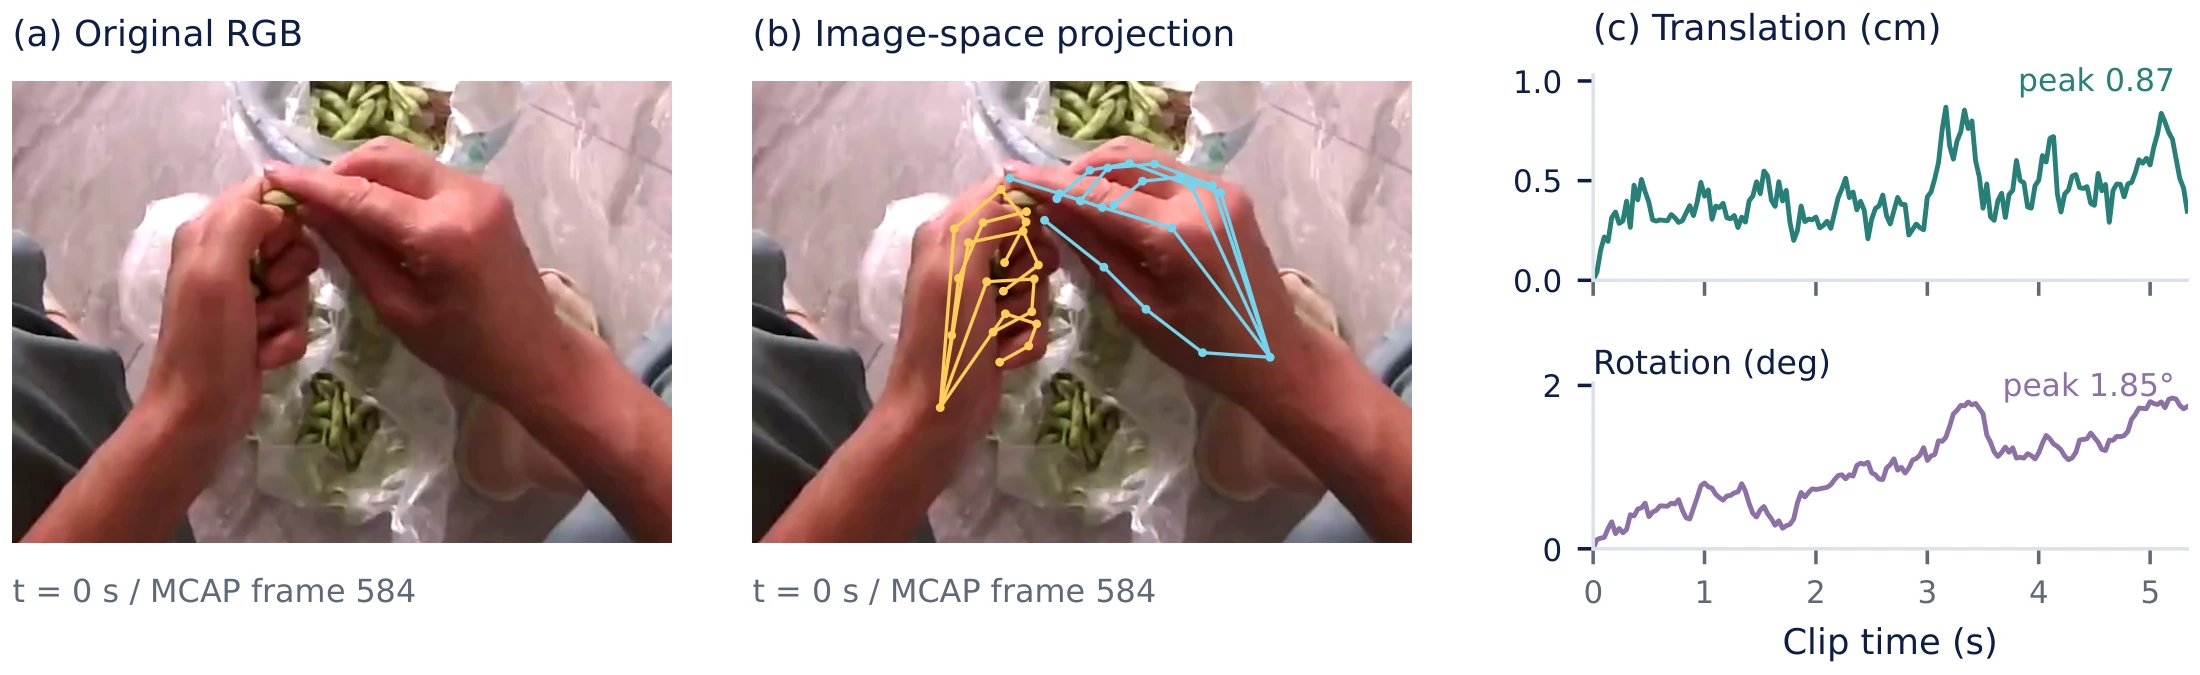 (a) Original RGB
t = 0 s / MCAP frame 584
(b) Image-space projection
t = 0 s / MCAP frame 584
(c) Translation (cm)
peak 0.87
1.0
0.5
0.0
Rotation (deg)
peak 1.85°
2
0
0 1 2 3 4 5
Clip time (s)